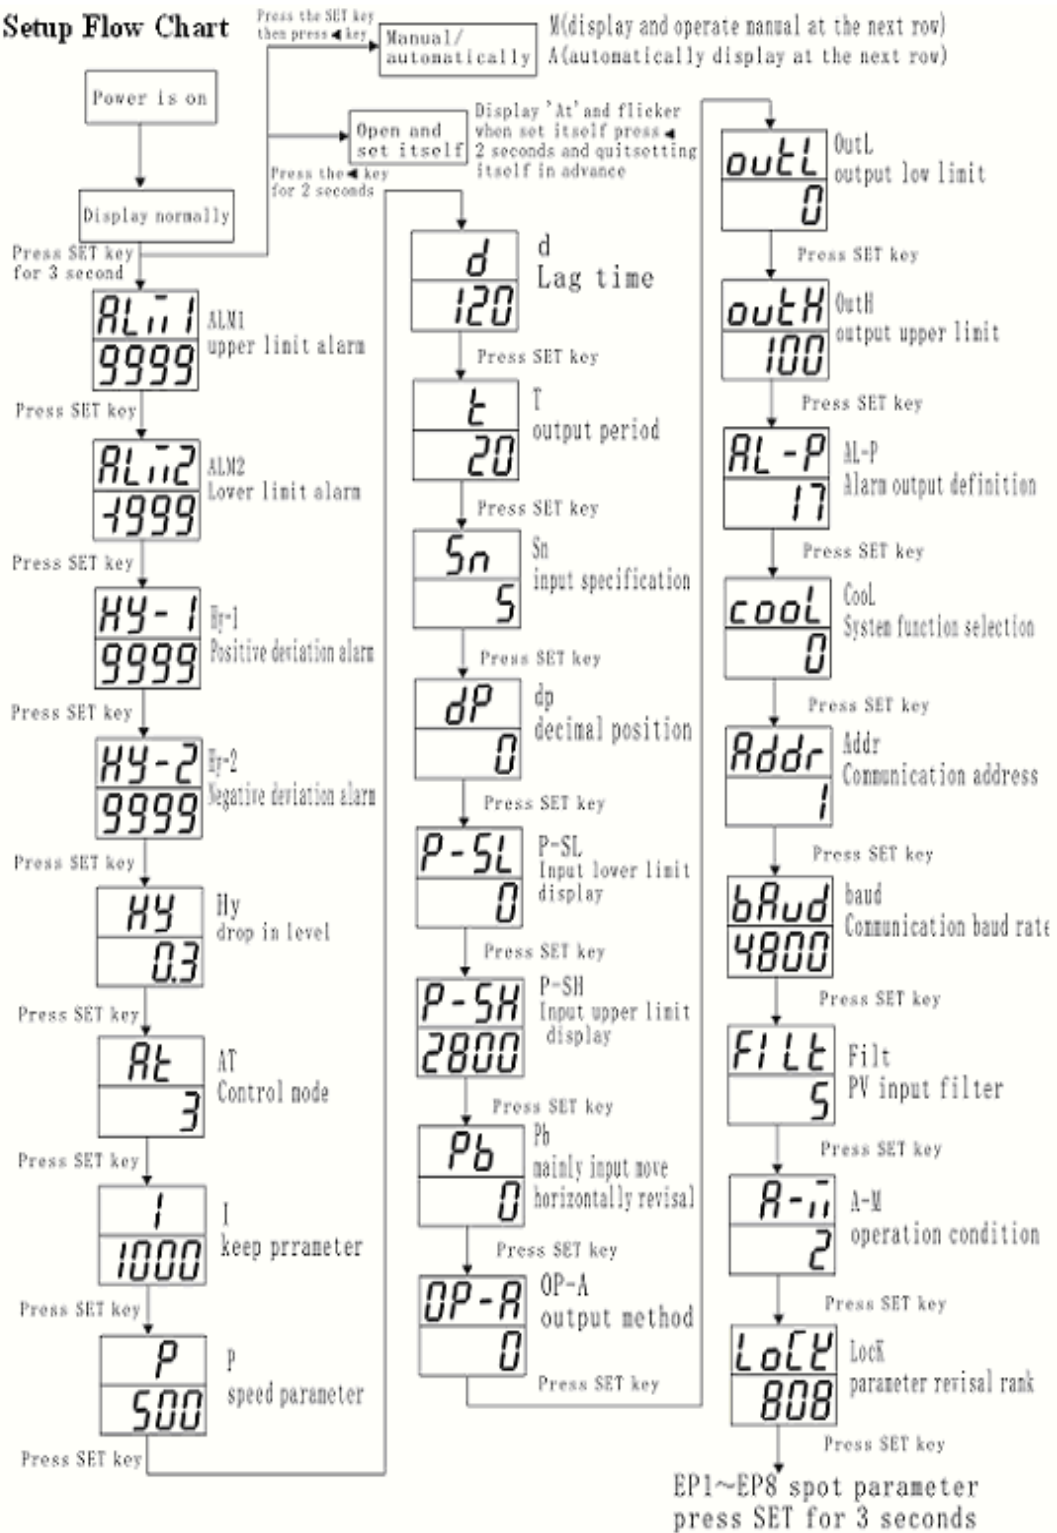 Setup Flow Chart
Press the SET key
then press ◀ key
Manual/
automatically
M(display and operate manual at the next row)
A(automatically display at the next row)
Power is on
Open and
set itself
Display 'At' and flicker
when set itself press ◀
2 seconds and quitsetting
itself in advance
Press the ◀ key
for 2 seconds
Display normally
Press SET key
for 3 second
ALM1
9999
ALM1
upper limit alarm
Press SET key
ALM2
-1999
ALM2
Lower limit alarm
Press SET key
HY-1
9999
Hy-1
Positive deviation alarm
Press SET key
HY-2
9999
Hy-2
Negative deviation alarm
Press SET key
HY
0.3
Hy
drop in level
Press SET key
At
3
AT
Control mode
Press SET key
I
1000
I
keep prrameter
Press SET key
P
500
P
speed parameter
Press SET key
d
120
d
Lag time
Press SET key
t
20
T
output period
Press SET key
Sn
5
Sn
input specification
Press SET key
dP
0
dp
decimal position
Press SET key
P-SL
0
P-SL
Input lower limit
display
Press SET key
P-SH
2800
P-SH
Input upper limit
display
Press SET key
Pb
0
Pb
mainly input move
horizontally revisal
Press SET key
OP-A
0
OP-A
output method
Press SET key
outL
0
OutL
output low limit
Press SET key
outH
100
OutH
output upper limit
Press SET key
AL-P
17
AL-P
Alarm output definition
Press SET key
cooL
0
CooL
System function selection
Press SET key
Addr
1
Addr
Communication address
Press SET key
bAud
4800
baud
Communication baud rate
Press SET key
FILt
5
Filt
PV input filter
Press SET key
A-M
2
A-M
operation condition
Press SET key
LoCK
808
LocK
parameter revisal rank
Press SET key
EP1~EP8 spot parameter
press SET for 3 seconds